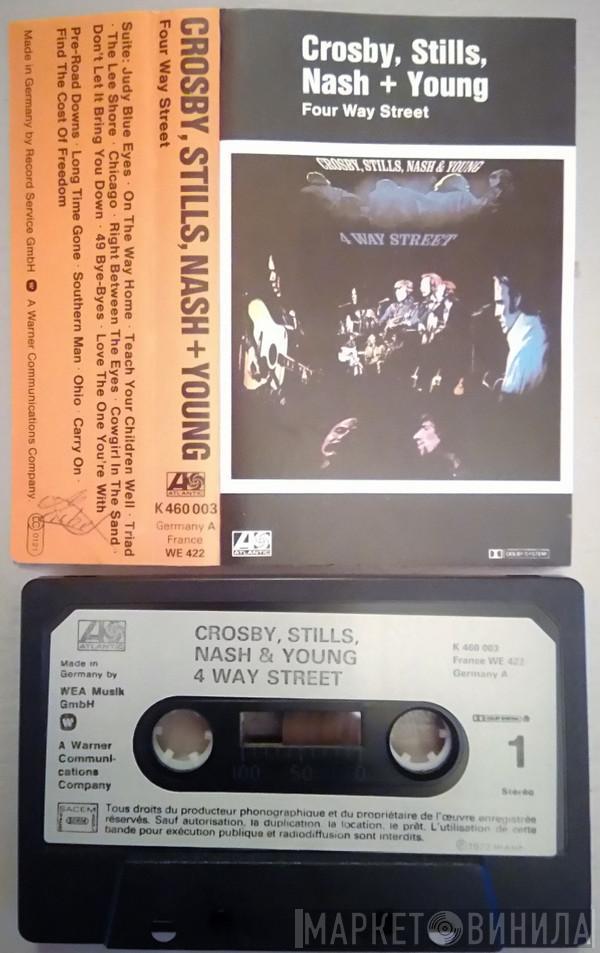 CROSBY, STILLS, NASH + YOUNG
Four Way Street
Suite: Judy Blue Eyes · On The Way Home · Teach Your Children Well · Triad
· The Lee Shore · Chicago · Right Between The Eyes · Cowgirl In The Sand ·
Don't Let It Bring You Down · 49 Bye-Byes · Love The One You're With
Pre-Road Downs · Long Time Gone · Southern Man · Ohio · Carry On ·
Find The Cost Of Freedom
Made in Germany by Record Service GmbH A Warner Communications Company.
ATLANTIC
K 460 003
Germany A
France
WE 422
0121
Crosby, Stills,
Nash + Young
Four Way Street
CROSBY, STILLS, NASH & YOUNG
4 WAY STREET
ATLANTIC
DOLBY SYSTEM
ATLANTIC
Made in
Germany by
WEA Musik
GmbH
A Warner
Communi-
cations
Company
CROSBY, STILLS,
NASH & YOUNG
4 WAY STREET
K 460 003
France WE 422
Germany A
DOLBY SYSTEM
1
Stereo
100 50 0
SACEM
Tous droits du producteur phonographique et du propriétaire de l'œuvre enregistrée
réservés. Sauf autorisation, la duplication, la location, le prêt, L'utilisation de cette
bande pour exécution publique et radiodiffusion sont interdits.
МАРКЕТ ВИНИЛА